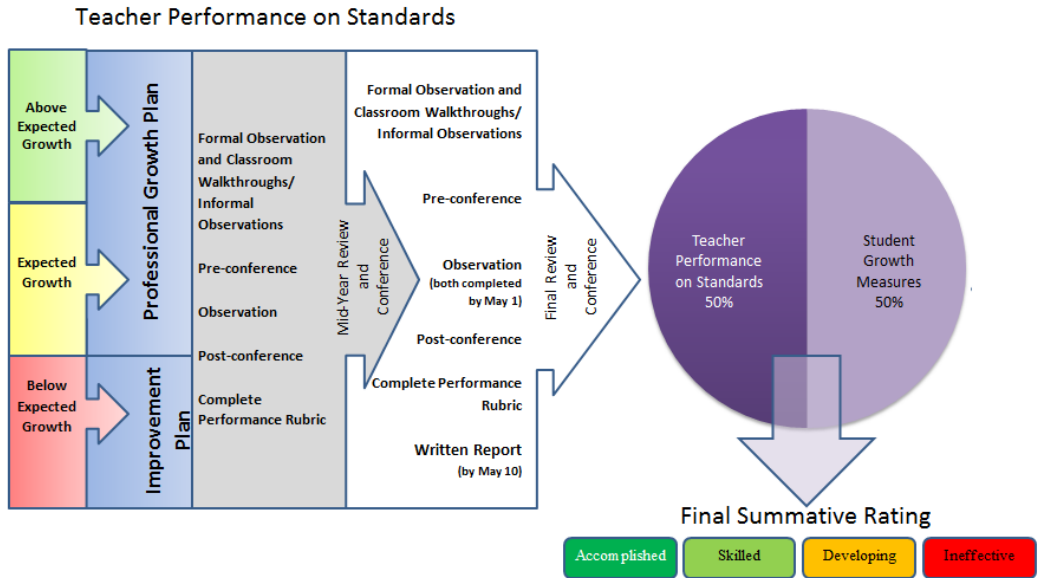 Teacher Performance on Standards
Above
Expected
Growth
Expected
Growth
Below
Expected
Growth
Professional Growth Plan
Improvement
Plan
Formal Observation
and Classroom
Walkthroughs/
Informal
Observations
Pre-conference
Observation
Post-conference
Complete
Performance Rubric
Mid-Year Review
and
Conference
Formal Observation and
Classroom Walkthroughs/
Informal Observations
Pre-conference
Observation
(both completed
by May 1)
Post-conference
Complete Performance
Rubric
Written Report
(by May 10)
Final Review
and
Conference
Teacher
Performance
on Standards
50%
Student
Growth
Measures
50%
Final Summative Rating
Accomplished
Skilled
Developing
Ineffective